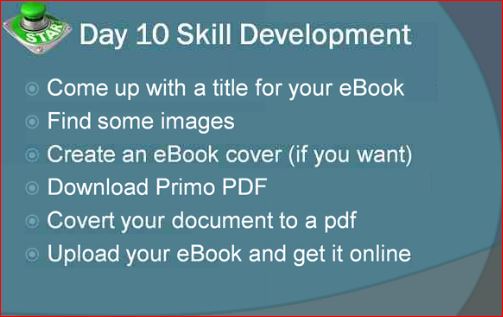 STAR
Day 10 Skill Development
Come up with a title for your eBook
Find some images
Create an eBook cover (if you want)
Download Primo PDF
Covert your document to a pdf
Upload your eBook and get it online